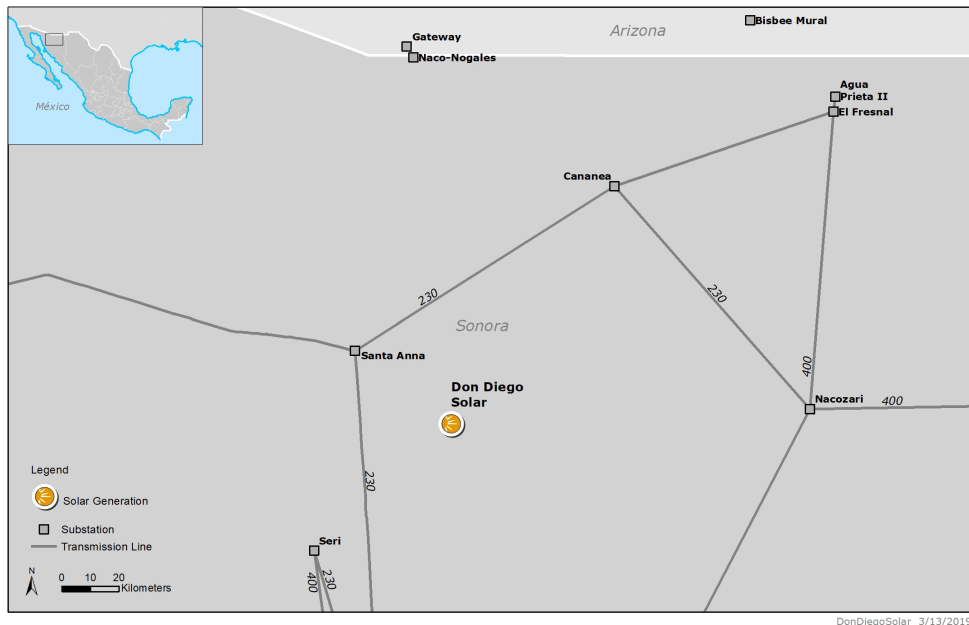 Arizona
Bisbee Mural
Gateway
Naco-Nogales
México
Agua
Prieta II
El Fresnal
Cananea
230
230
Sonora
Santa Anna
400
Don Diego
Solar
Nacozari
400
230
Legend
Solar Generation
Substation
Transmission Line
Seri
400
230
N
0 10 20
Kilometers
DonDiegoSolar 3/13/2019